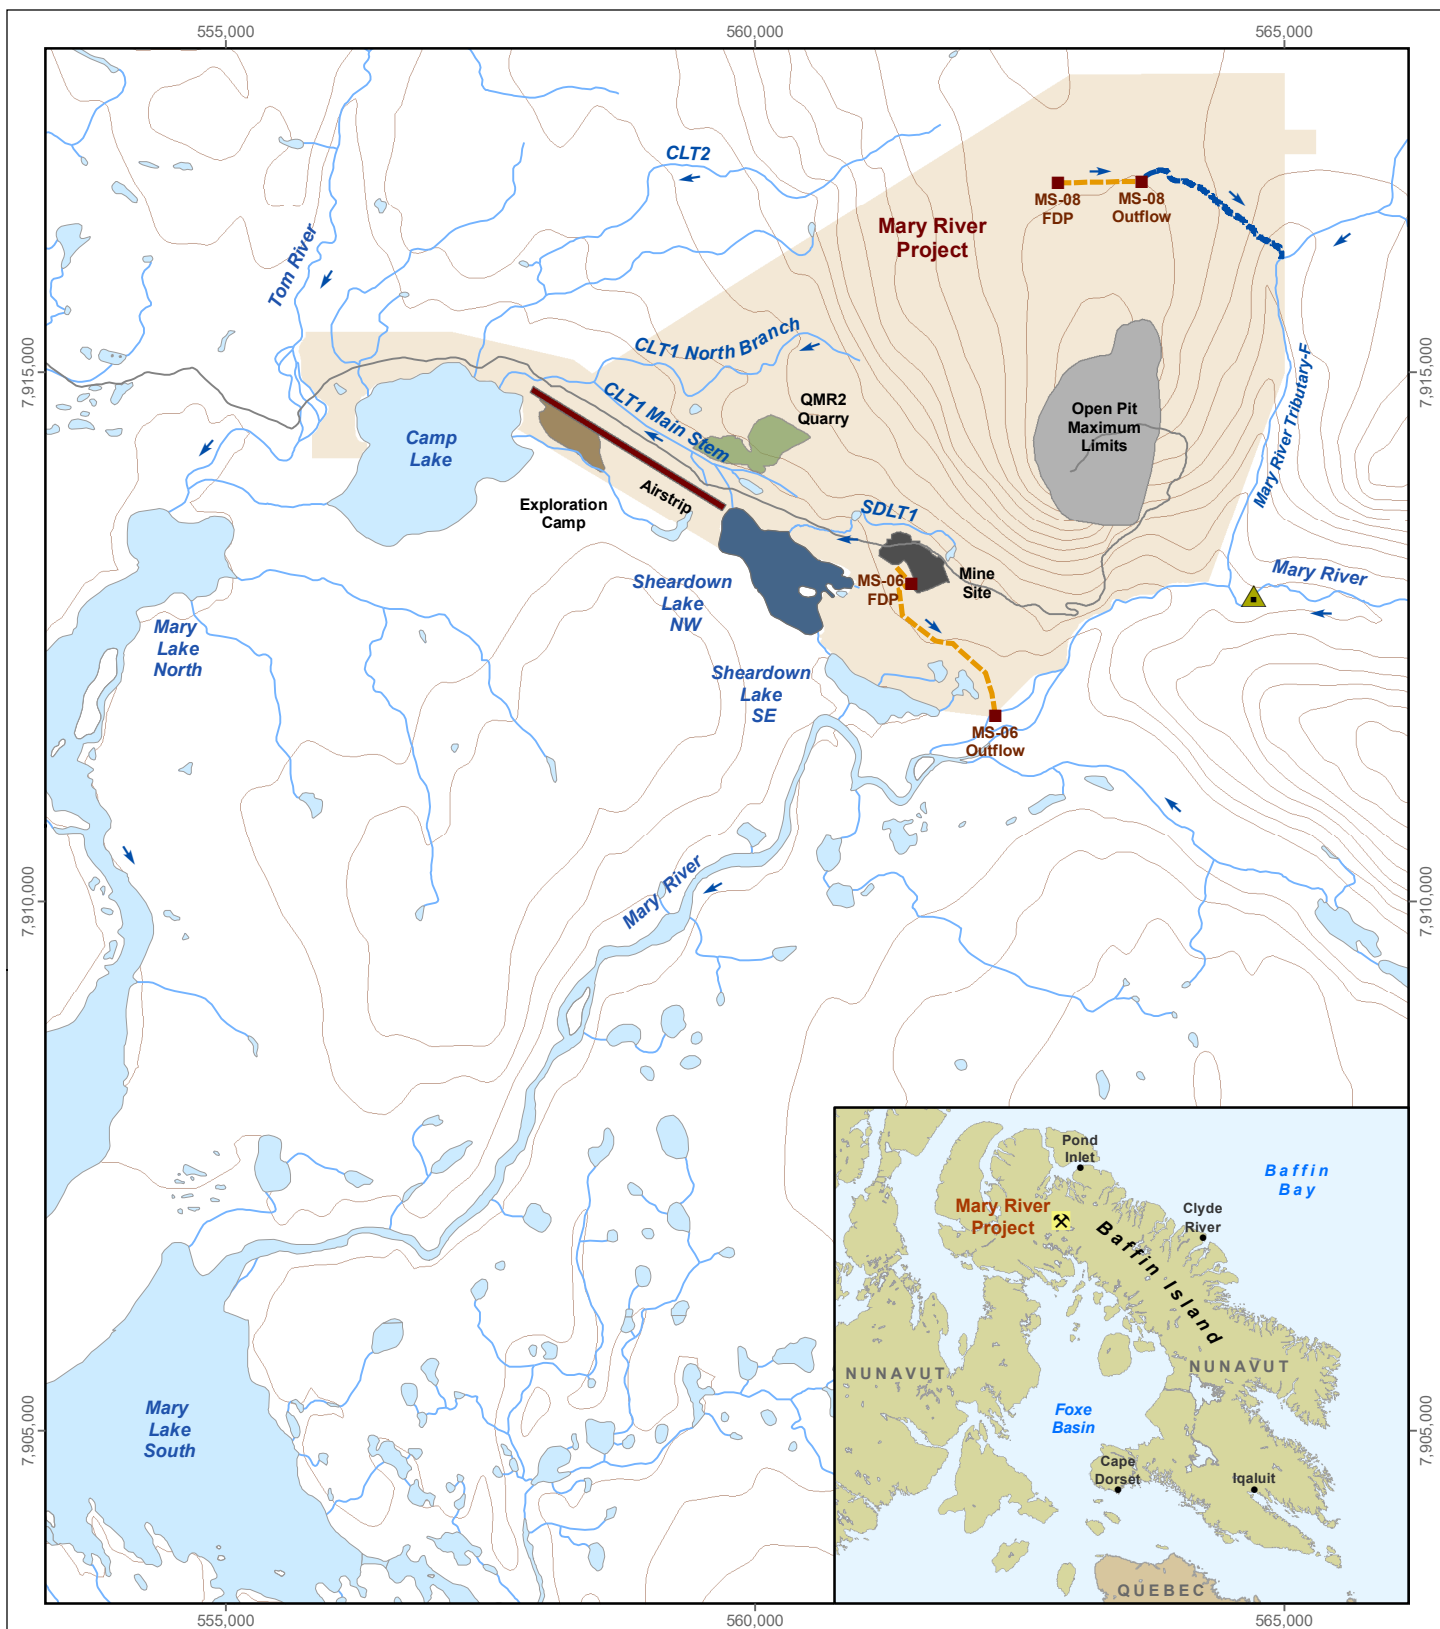 555,000
560,000
565,000
CLT2
MS-08
FDP
MS-08
Outflow
Mary River
Project
Tom River
CLT1 North Branch
7,915,000
7,915,000
Mary River Tributary-F
CLT1 Main Stem
QMR2
Quarry
Open Pit
Maximum
Limits
Camp
Lake
Airstrip
Exploration
Camp
SDLT1
Mine
Site
Mary River
MS-06
FDP
Sheardown
Lake
NW
Mary
Lake
North
Sheardown
Lake
SE
MS-06
Outflow
Mary River
7,910,000
7,910,000
Pond
Inlet
Baffin
Bay
Mary River
Project
Clyde
River
Baffin Island
NUNAVUT
NUNAVUT
Foxe
Basin
Mary
Lake
South
7,905,000
7,905,000
Cape
Dorset
Iqaluit
QUEBEC
555,000
560,000
565,000